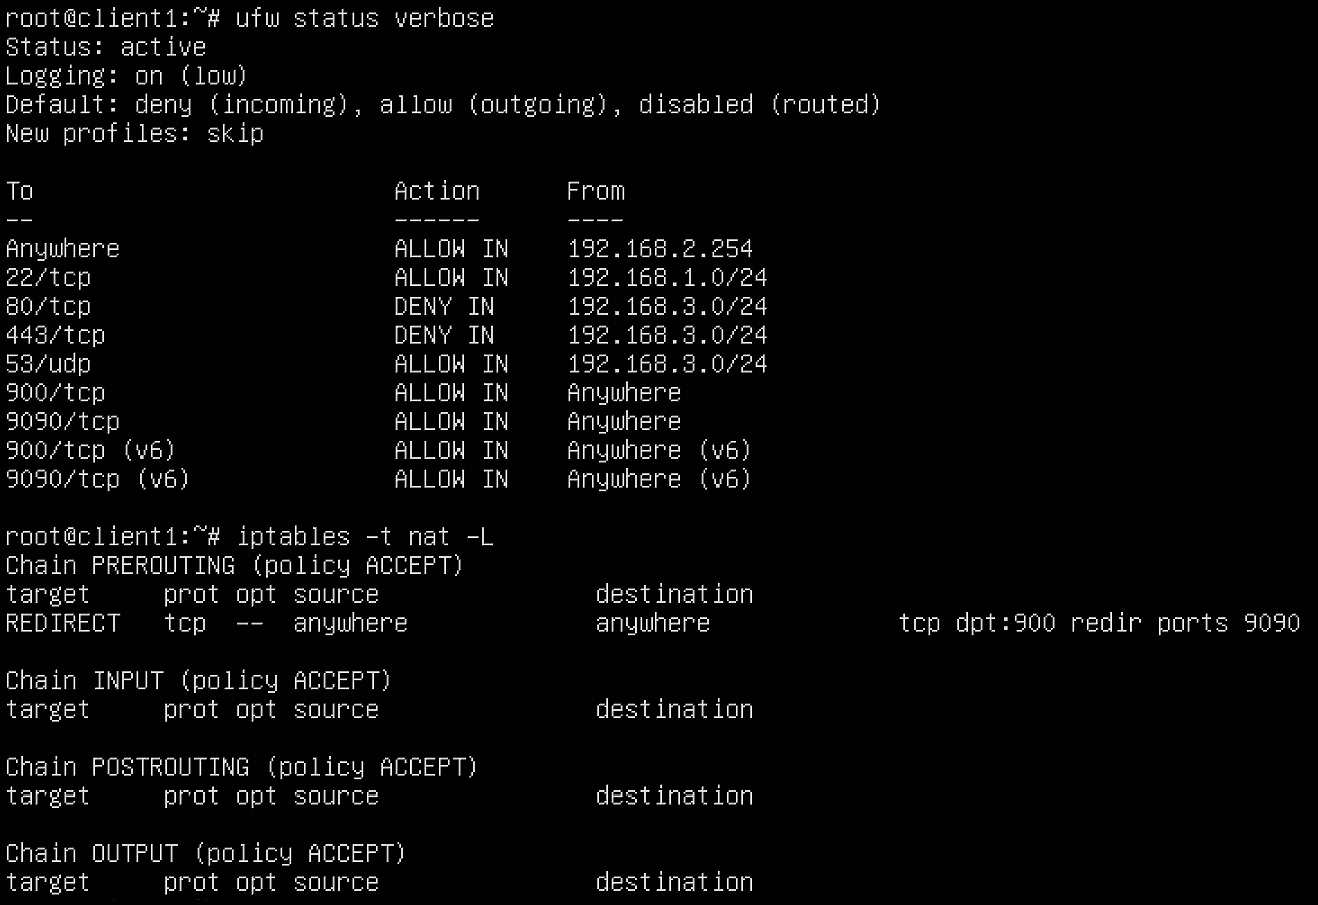 root@client1:~# ufw status verbose
Status: active
Logging: on (low)
Default: deny (incoming), allow (outgoing), disabled (routed)
New profiles: skip

To                         Action      From
--                         ------      ----
Anywhere                   ALLOW IN    192.168.2.254
22/tcp                     ALLOW IN    192.168.1.0/24
80/tcp                     DENY IN     192.168.3.0/24
443/tcp                    DENY IN     192.168.3.0/24
53/udp                     ALLOW IN    192.168.3.0/24
900/tcp                    ALLOW IN    Anywhere
9090/tcp                   ALLOW IN    Anywhere
900/tcp (v6)               ALLOW IN    Anywhere (v6)
9090/tcp (v6)              ALLOW IN    Anywhere (v6)

root@client1:~# iptables -t nat -L
Chain PREROUTING (policy ACCEPT)
target     prot opt source               destination
REDIRECT   tcp  --  anywhere             anywhere             tcp dpt:900 redir ports 9090

Chain INPUT (policy ACCEPT)
target     prot opt source               destination

Chain POSTROUTING (policy ACCEPT)
target     prot opt source               destination

Chain OUTPUT (policy ACCEPT)
target     prot opt source               destination